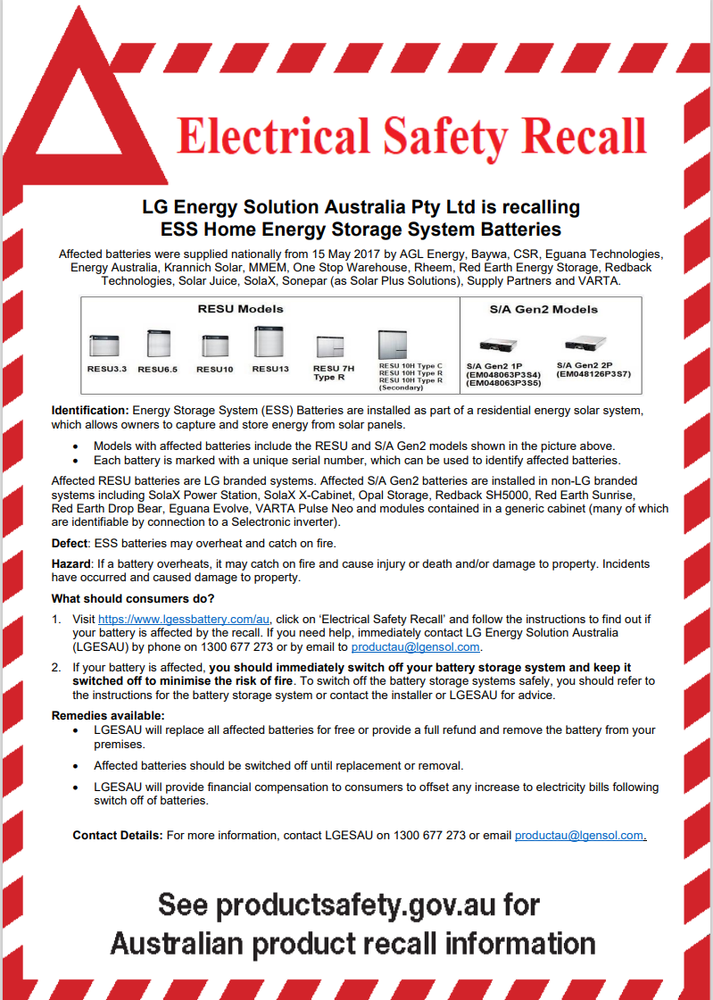 Electrical Safety Recall
LG Energy Solution Australia Pty Ltd is recalling
ESS Home Energy Storage System Batteries
Affected batteries were supplied nationally from 15 May 2017 by AGL Energy, Baywa, CSR, Eguana Technologies,
Energy Australia, Krannich Solar, MMEM, One Stop Warehouse, Rheem, Red Earth Energy Storage, Redback
Technologies, Solar Juice, SolaX, Sonepar (as Solar Plus Solutions), Supply Partners and VARTA.
RESU Models
RESU3.3
RESU6.5
RESU10
RESU13
RESU 7H
Type R
RESU 10H Type C
RESU 10H Type R
RESU 10H Type R
(Secondary)
S/A Gen2 Models
S/A Gen2 1P
(EM048063P3S4)
(EM048063P3S5)
S/A Gen2 2P
(EM048126P3S7)
Identification: Energy Storage System (ESS) Batteries are installed as part of a residential energy solar system,
which allows owners to capture and store energy from solar panels.
• Models with affected batteries include the RESU and S/A Gen2 models shown in the picture above.
• Each battery is marked with a unique serial number, which can be used to identify affected batteries.
Affected RESU batteries are LG branded systems. Affected S/A Gen2 batteries are installed in non-LG branded
systems including SolaX Power Station, SolaX X-Cabinet, Opal Storage, Redback SH5000, Red Earth Sunrise,
Red Earth Drop Bear, Eguana Evolve, VARTA Pulse Neo and modules contained in a generic cabinet (many of which
are identifiable by connection to a Selectronic inverter).
Defect: ESS batteries may overheat and catch on fire.
Hazard: If a battery overheats, it may catch on fire and cause injury or death and/or damage to property. Incidents
have occurred and caused damage to property.
What should consumers do?
1. Visit https://www.lgessbattery.com/au, click on ‘Electrical Safety Recall’ and follow the instructions to find out if
your battery is affected by the recall. If you need help, immediately contact LG Energy Solution Australia
(LGESAU) by phone on 1300 677 273 or by email to productau@lgensol.com.
2. If your battery is affected, you should immediately switch off your battery storage system and keep it
switched off to minimise the risk of fire. To switch off the battery storage systems safely, you should refer to
the instructions for the battery storage system or contact the installer or LGESAU for advice.
Remedies available:
• LGESAU will replace all affected batteries for free or provide a full refund and remove the battery from your
premises.
• Affected batteries should be switched off until replacement or removal.
• LGESAU will provide financial compensation to consumers to offset any increase to electricity bills following
switch off of batteries.
Contact Details: For more information, contact LGESAU on 1300 677 273 or email productau@lgensol.com.
See productsafety.gov.au for
Australian product recall information